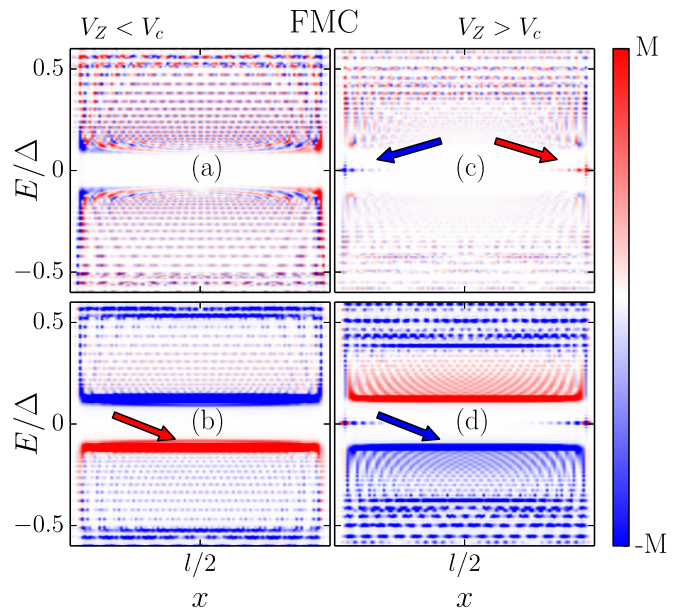 V_Z < V_c FMC V_Z > V_c
0.5 M
E/Δ 0 (a) (c)
−0.5
0.5
E/Δ 0 (b) (d)
−0.5 -M
l/2 l/2
x x